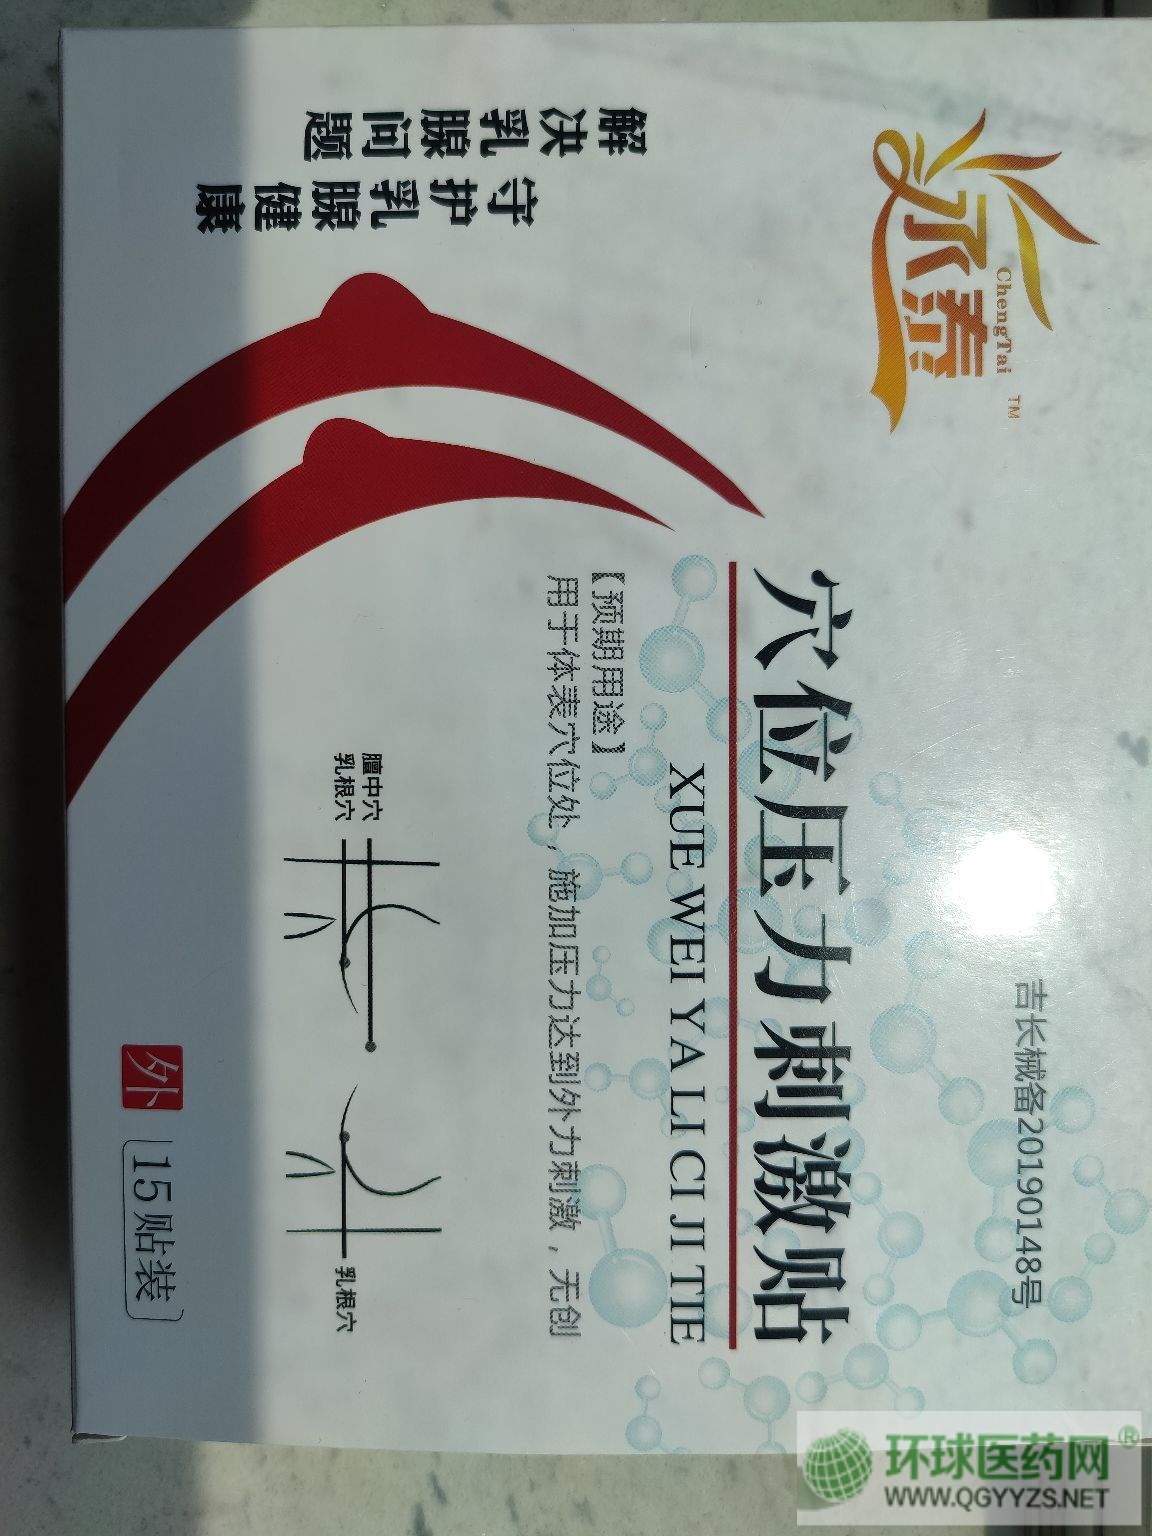 承泰
ChengTai
TM
吉长械备20190148号
穴位压力刺激贴
XUE WEI YA LI CI JI TIE
【预期用途】
用于体表穴位处，施加压力达到外力刺激，无创
解决乳腺问题
守护乳腺健康
膻中穴
乳根穴
乳根穴
外
15贴装
环球医药网®
WWW.QGYYZS.NET